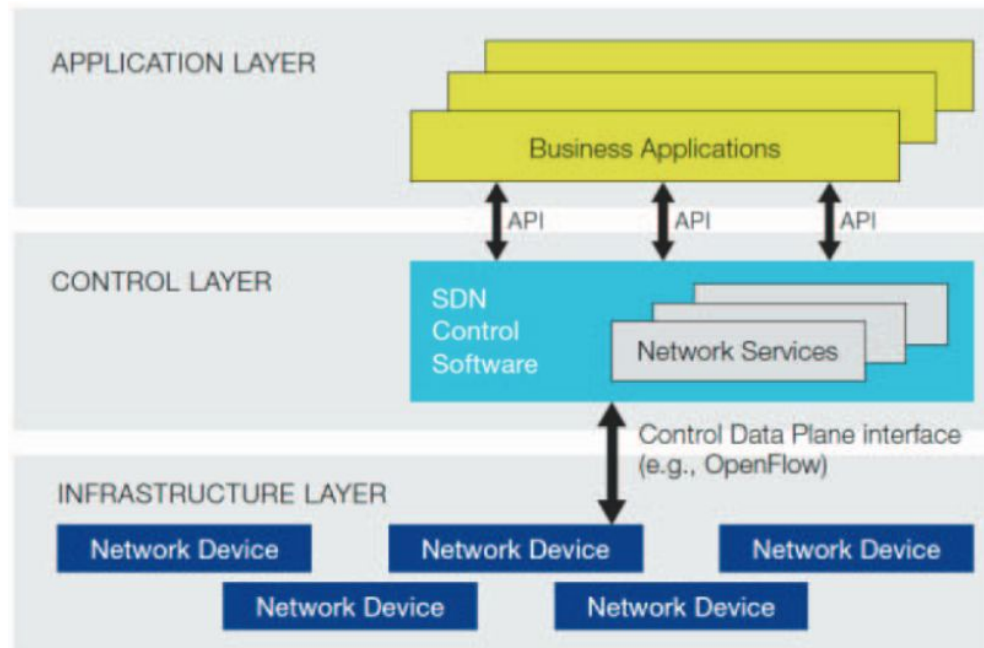 APPLICATION LAYER
Business Applications
API
API
API
CONTROL LAYER
SDN
Control
Software
Network Services
Control Data Plane interface
(e.g., OpenFlow)
INFRASTRUCTURE LAYER
Network Device
Network Device
Network Device
Network Device
Network Device